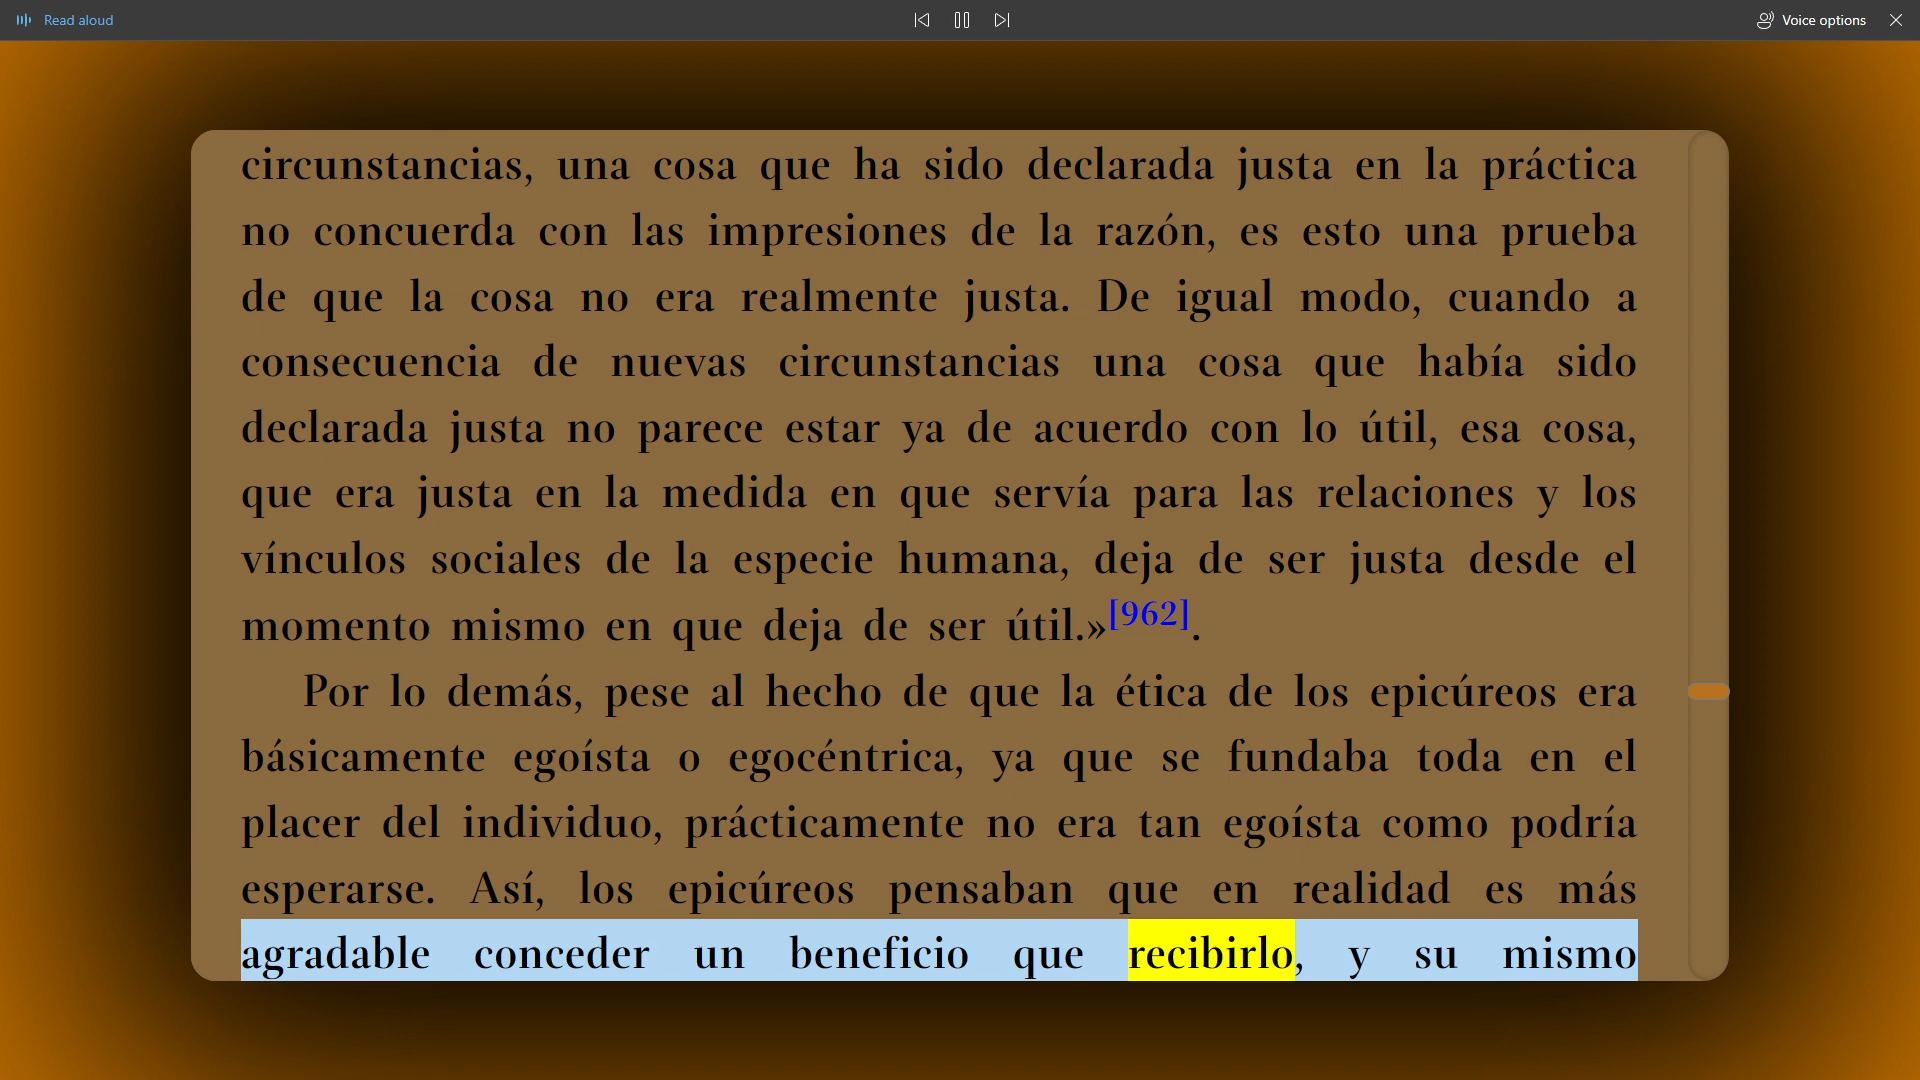 Read aloud
Voice options
circunstancias, una cosa que ha sido declarada justa en la práctica
no concuerda con las impresiones de la razón, es esto una prueba
de que la cosa no era realmente justa. De igual modo, cuando a
consecuencia de nuevas circunstancias una cosa que había sido
declarada justa no parece estar ya de acuerdo con lo útil, esa cosa,
que era justa en la medida en que servía para las relaciones y los
vínculos sociales de la especie humana, deja de ser justa desde el
momento mismo en que deja de ser útil.»[962].
Por lo demás, pese al hecho de que la ética de los epicúreos era
básicamente egoísta o egocéntrica, ya que se fundaba toda en el
placer del individuo, prácticamente no era tan egoísta como podría
esperarse. Así, los epicúreos pensaban que en realidad es más
agradable conceder un beneficio que recibirlo, y su mismo